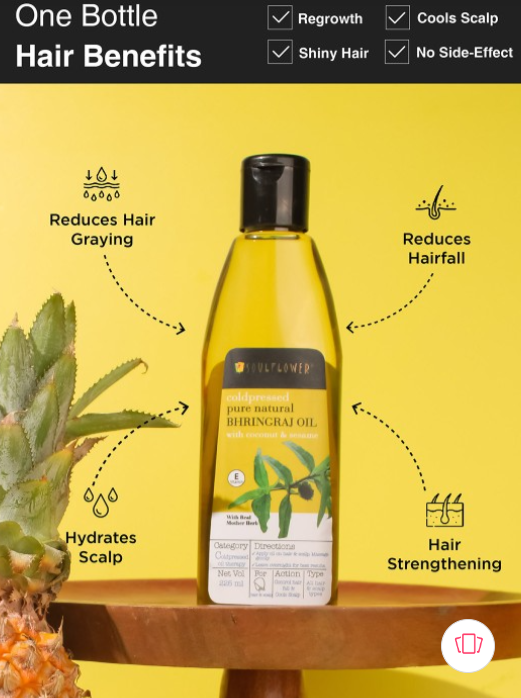 One Bottle
Hair Benefits
Regrowth
Cools Scalp
Shiny Hair
No Side-Effect
Reduces Hair
Graying
Reduces
Hairfall
SOULFLOWER
coldpressed
pure natural
BHRINGRAJ OIL
with coconut & sesame
E
With Real
Mother Herb
Category
Directions
Coldpressed
Net Vol
For
Action
Type
Hydrates
Scalp
Hair
Strengthening